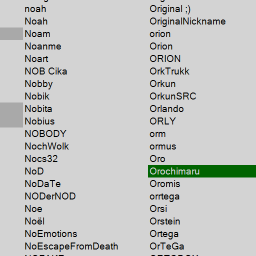 noah
Noah
Noam
Noanme
Noart
NOB Cika
Nobby
Nobik
Nobita
Nobius
NOBODY
NochWolk
Nocs32
NoD
NoDaTe
NODerNOD
Noe
Noël
NoEmotions
NoEscapeFromDeath
Original ;)
OriginalNickname
orion
Orion
ORION
OrkTrukk
Orkun
OrkunSRC
Orlando
ORLY
orm
ormus
Oro
Orochimaru
Oromis
orrtega
Orsi
Orstein
Ortega
OrTeGa